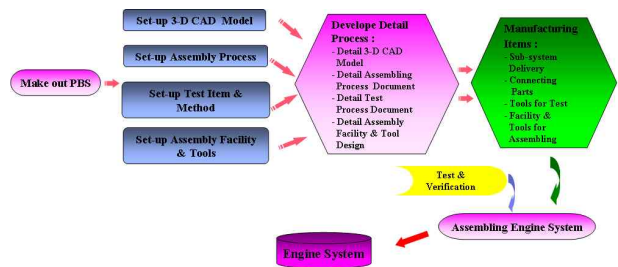 Make out PBS
Set-up 3-D CAD Model
Set-up Assembly Process
Set-up Test Item &
Method
Set-up Assembly Facility
& Tools
Develope Detail
Process :
- Detail 3-D CAD
Model
- Detail Assembling
Process Document
- Detail Test
Process Document
- Detail Assembly
Facility & Tool
Design
Manufacturing
Items :
- Sub-system
Delivery
- Connecting
Parts
- Tools for Test
- Facility &
Tools for
Assembling
Test &
Verification
Assembling Engine System
Engine System